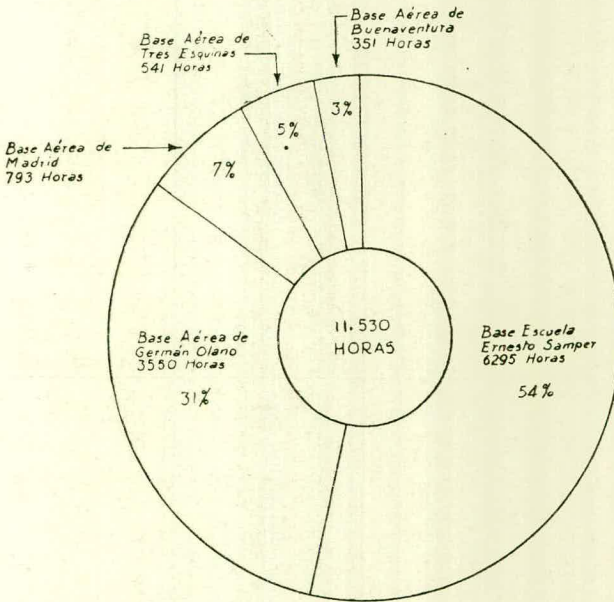 Base Aérea de
Buenaventura
351 Horas
Base Aérea de
Tres Esquinas
541 Horas
3%
5%
Base Aérea de
Madrid
793 Horas
7%
11.530
HORAS
Base Aérea de
Germán Olano
3550 Horas
31%
Base Escuela
Ernesto Samper
6295 Horas
54%